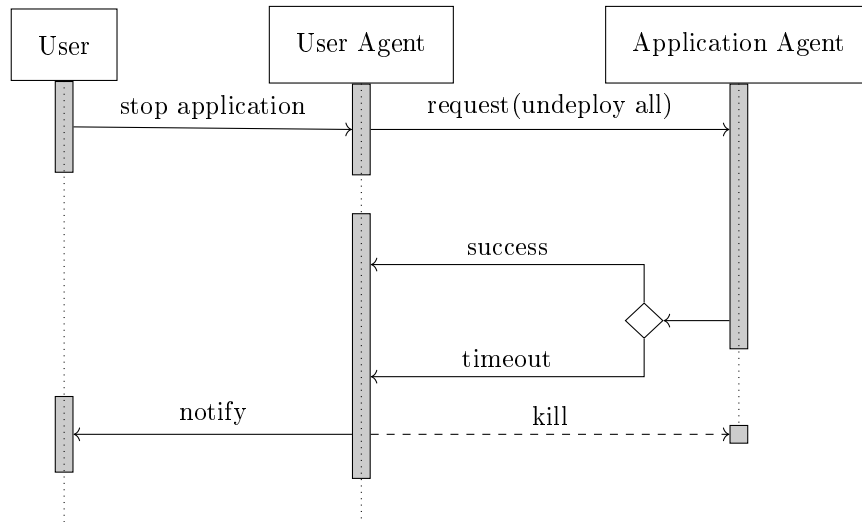 User
User Agent
Application Agent
stop application
request(undeploy all)
success
timeout
notify
kill